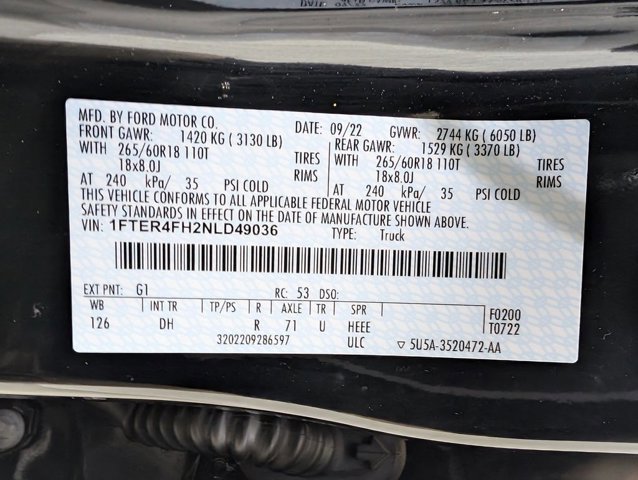 MFD. BY FORD MOTOR CO. DATE: 09/22 GVWR: 2744 KG ( 6050 LB)
FRONT GAWR: 1420 KG ( 3130 LB) REAR GAWR: 1529 KG ( 3370 LB)
WITH 265/60R18 110T TIRES WITH 265/60R18 110T TIRES
18x8.0J RIMS 18x8.0J RIMS
AT 240 kPa/ 35 PSI COLD AT 240 kPa/ 35 PSI COLD
THIS VEHICLE CONFORMS TO ALL APPLICABLE FEDERAL MOTOR VEHICLE
SAFETY STANDARDS IN EFFECT ON THE DATE OF MANUFACTURE SHOWN ABOVE.
VIN: 1FTER4FH2NLD49036 TYPE: Truck
EXT PNT: G1 RC: 53 DSO:
WB INT TR TP/PS R AXLE TR SPR F0200
126 DH R 71 U HEEE T0722
3202209286597 ULC ▽ 5U5A-3520472-AA